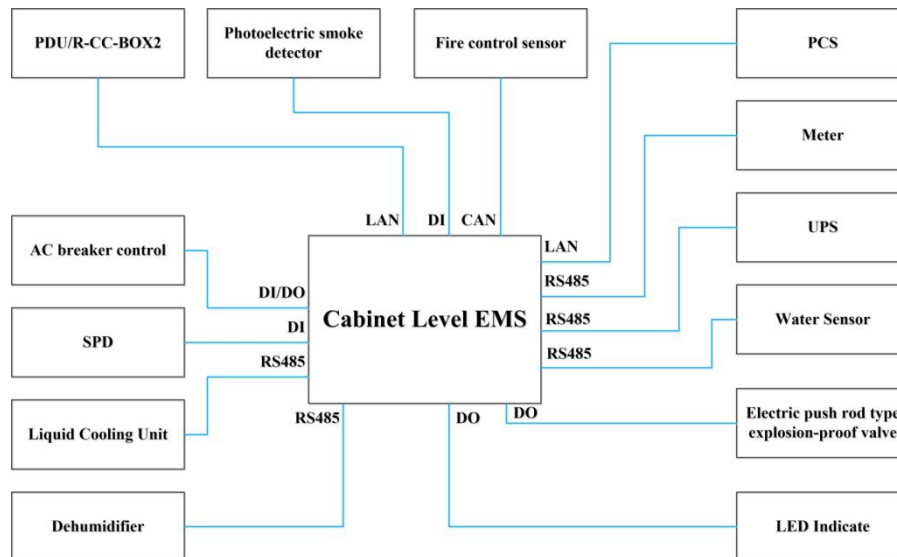 PDU/R-CC-BOX2
Photoelectric smoke
detector
Fire control sensor
PCS
Meter
UPS
Water Sensor
Electric push rod type
explosion-proof valve
LED Indicate
AC breaker control
SPD
Liquid Cooling Unit
Dehumidifier
Cabinet Level EMS
LAN
DI
CAN
LAN
RS485
RS485
RS485
DI/DO
DI
RS485
RS485
DO
DO